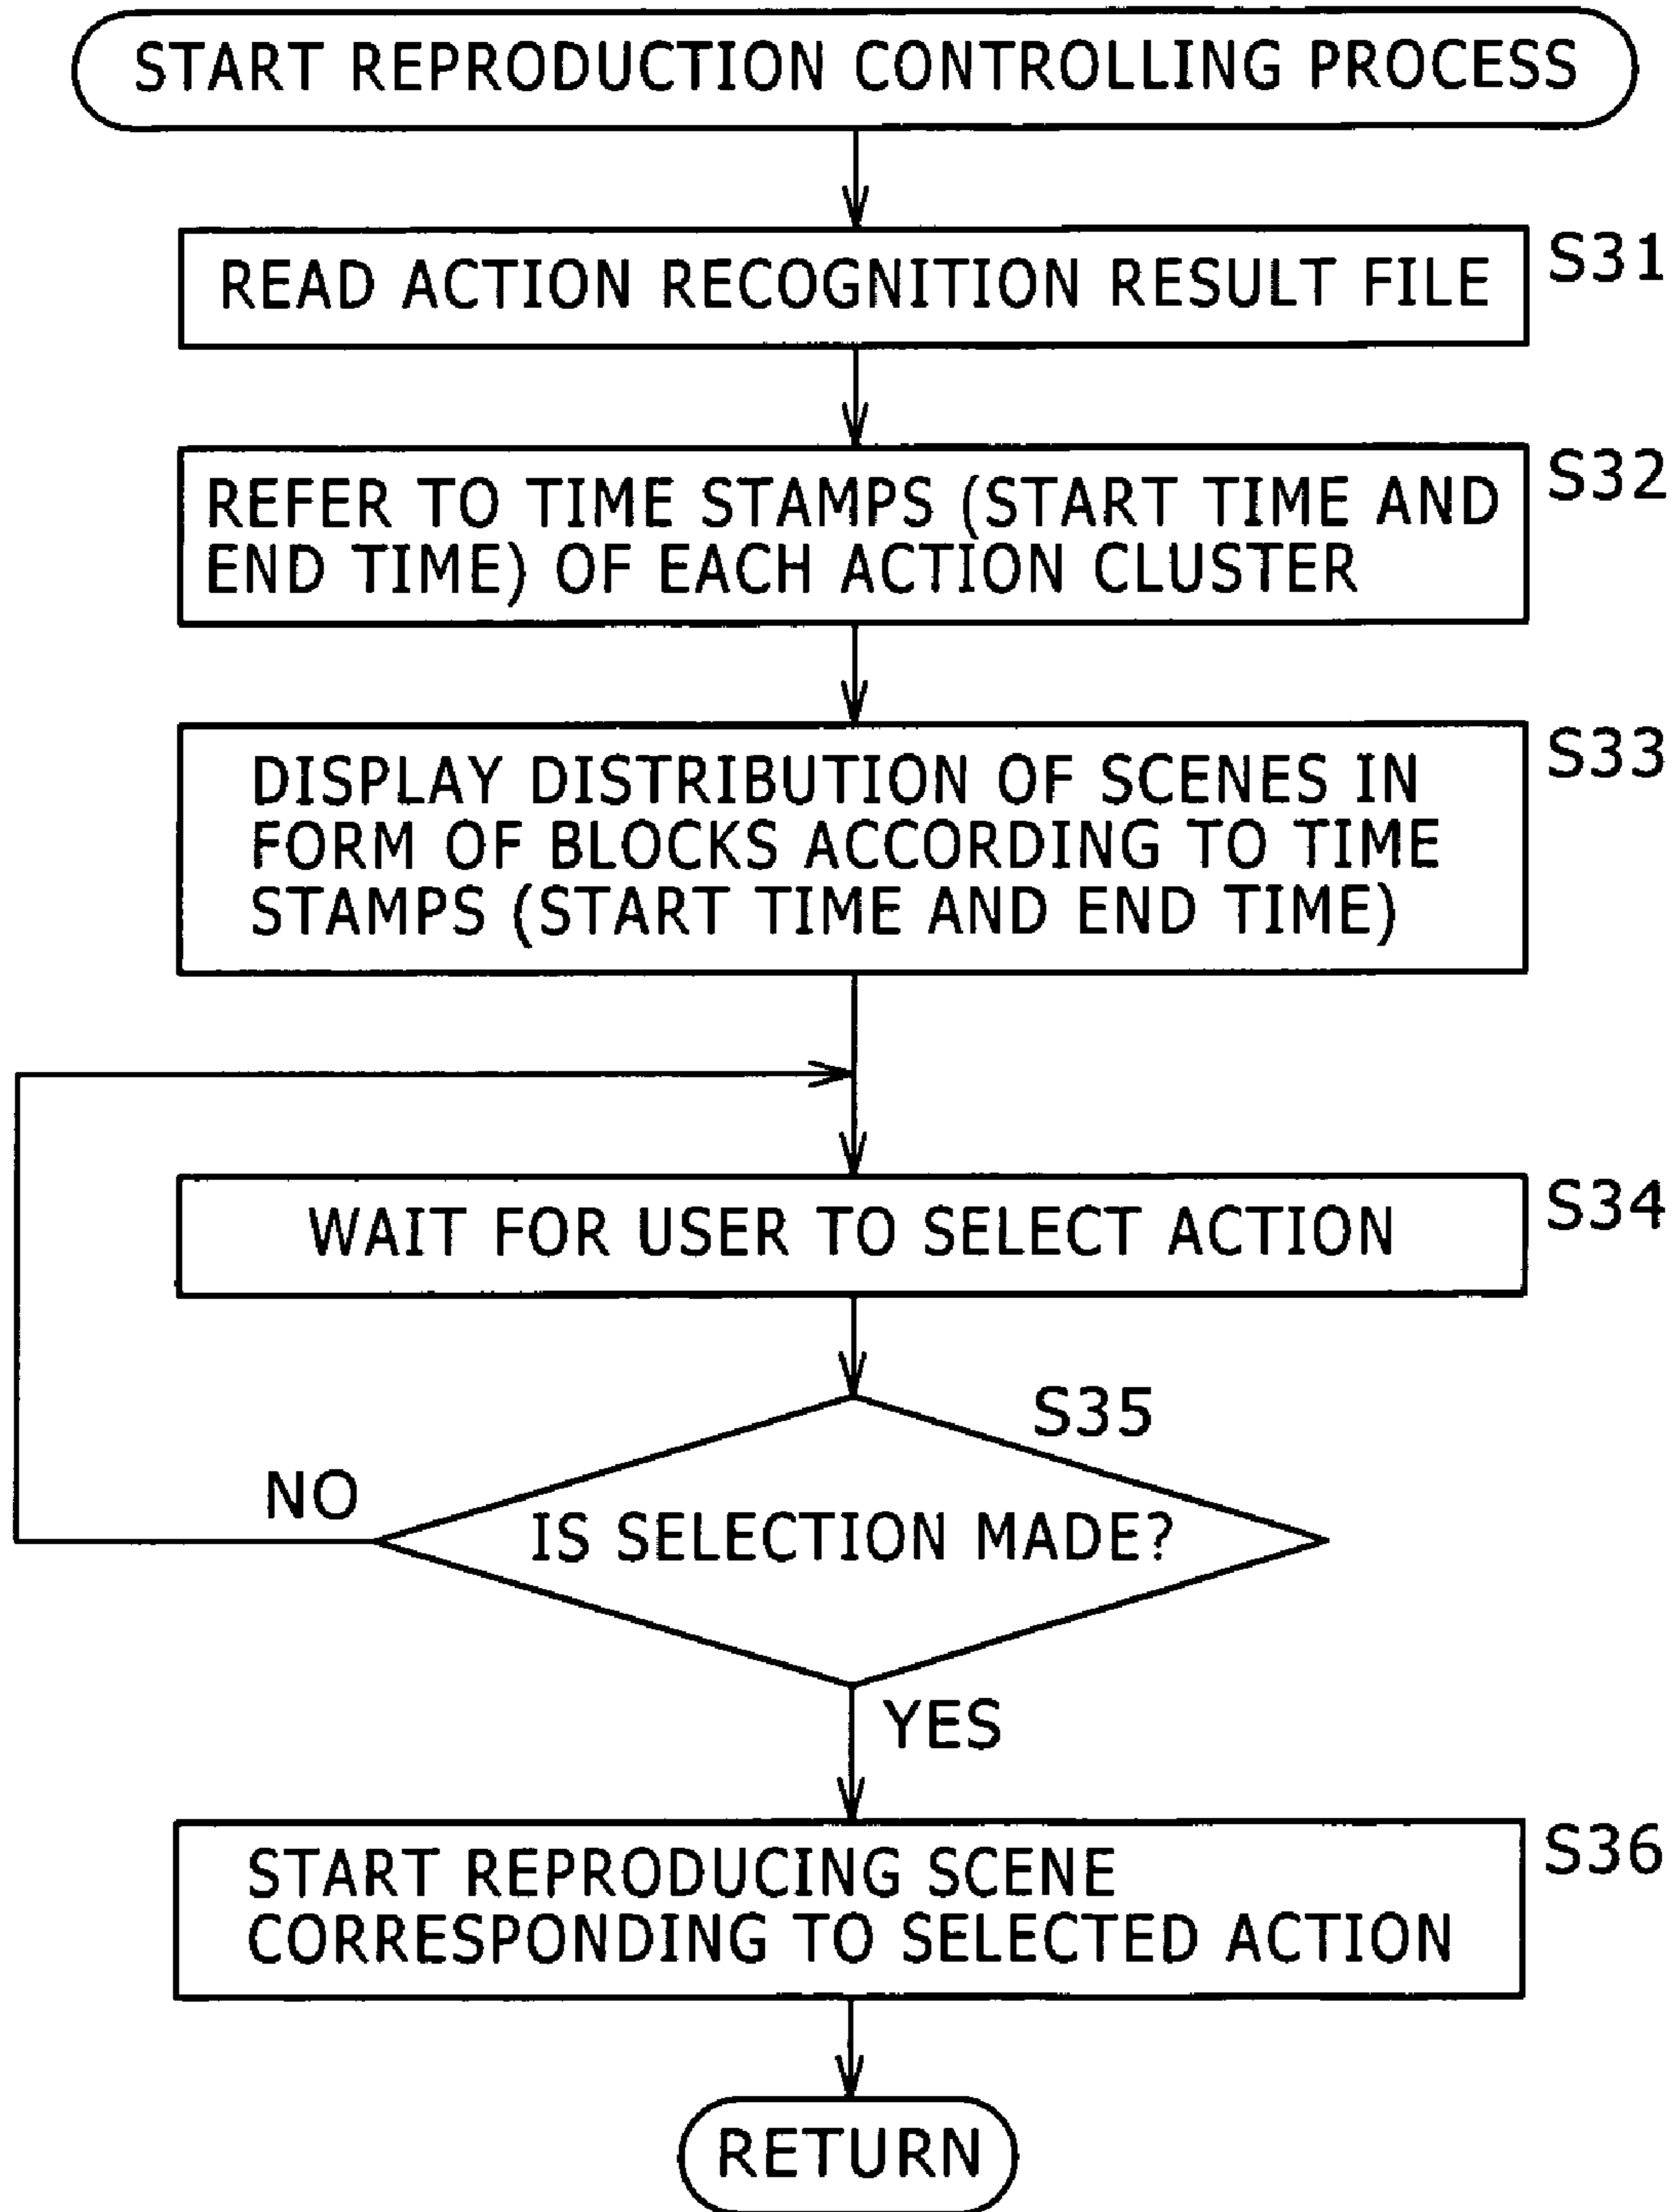 START REPRODUCTION CONTROLLING PROCESS
READ ACTION RECOGNITION RESULT FILE
S31
REFER TO TIME STAMPS (START TIME AND
END TIME) OF EACH ACTION CLUSTER
S32
DISPLAY DISTRIBUTION OF SCENES IN
FORM OF BLOCKS ACCORDING TO TIME
STAMPS (START TIME AND END TIME)
S33
WAIT FOR USER TO SELECT ACTION
S34
S35
IS SELECTION MADE?
NO
YES
START REPRODUCING SCENE
CORRESPONDING TO SELECTED ACTION
S36
RETURN